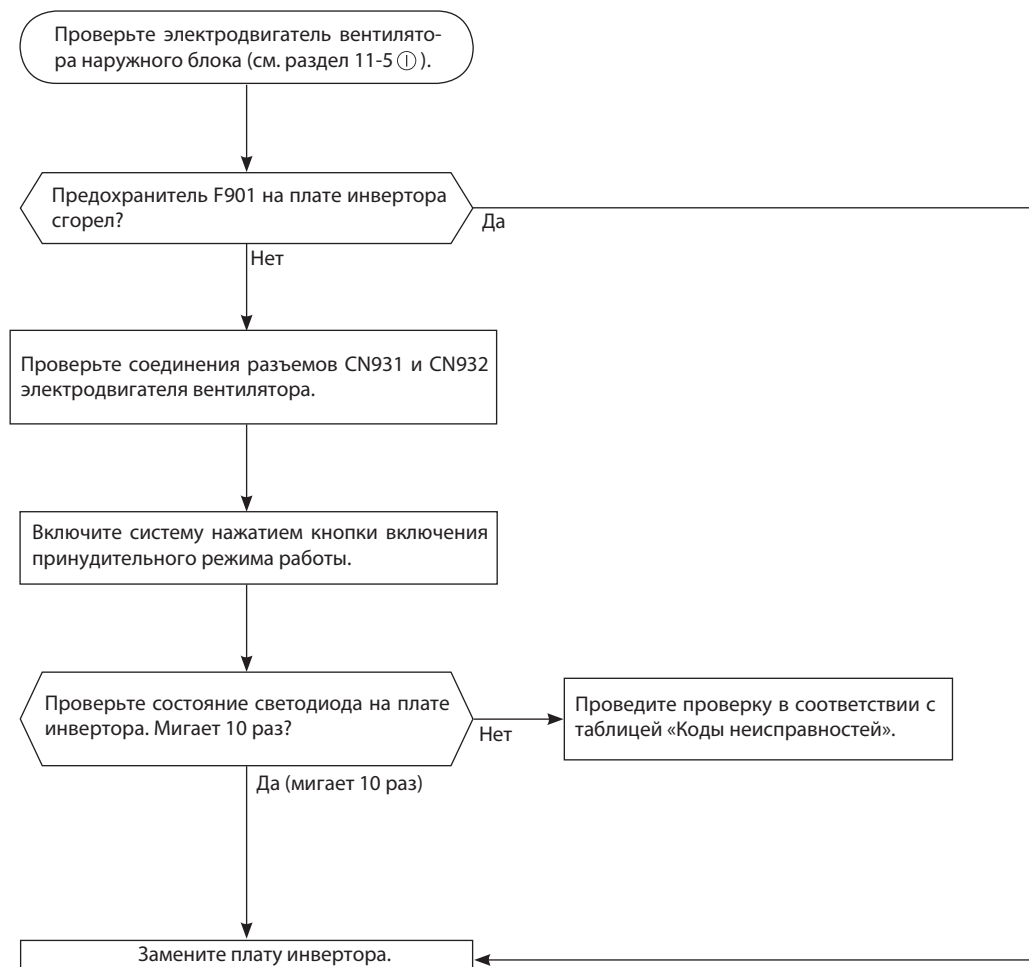 Проверьте электродвигатель вентилято-
ра наружного блока (см. раздел 11-5 Ⓘ ).
Предохранитель F901 на плате инвертора
сгорел?
Да
Нет
Проверьте соединения разъемов CN931 и CN932
электродвигателя вентилятора.
Включите систему нажатием кнопки включения
принудительного режима работы.
Проверьте состояние светодиода на плате
инвертора. Мигает 10 раз?
Нет
Проведите проверку в соответствии с
таблицей «Коды неисправностей».
Да (мигает 10 раз)
Замените плату инвертора.